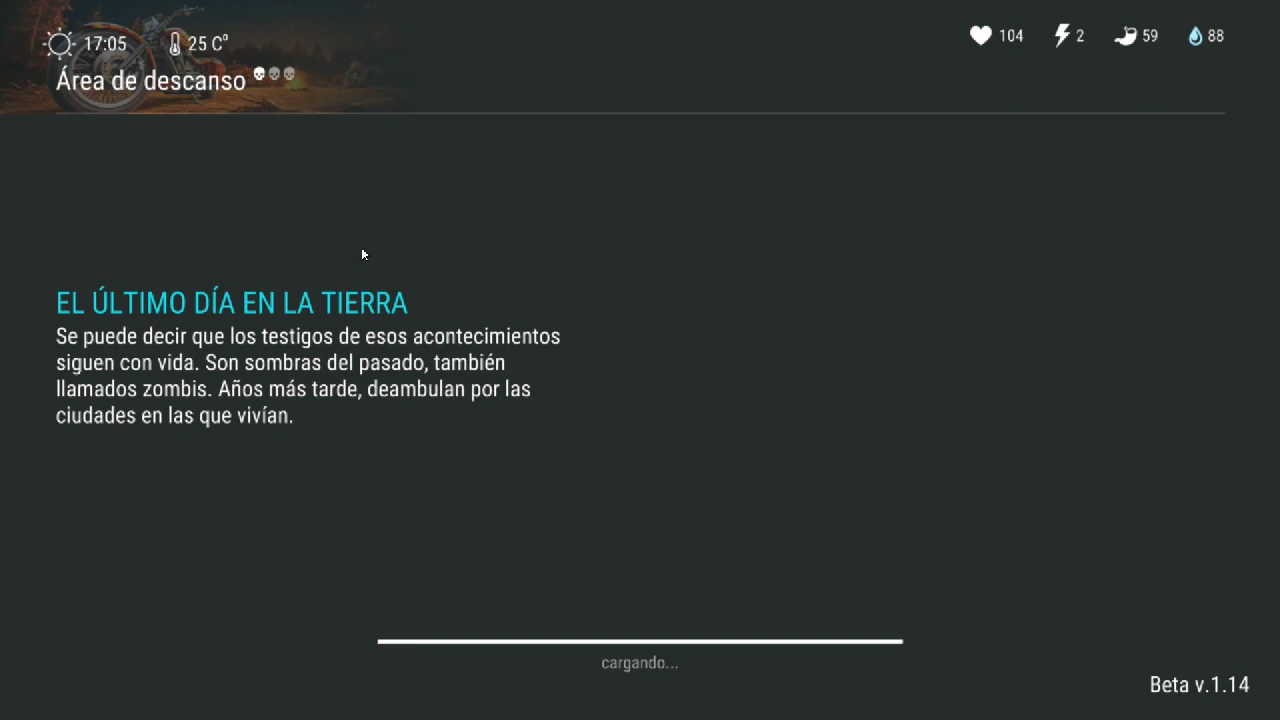 17:05 25 Cº
104 2 59 88
Área de descanso
EL ÚLTIMO DÍA EN LA TIERRA
Se puede decir que los testigos de esos acontecimientos
siguen con vida. Son sombras del pasado, también
llamados zombis. Años más tarde, deambulan por las
ciudades en las que vivían.
cargando...
Beta v.1.14